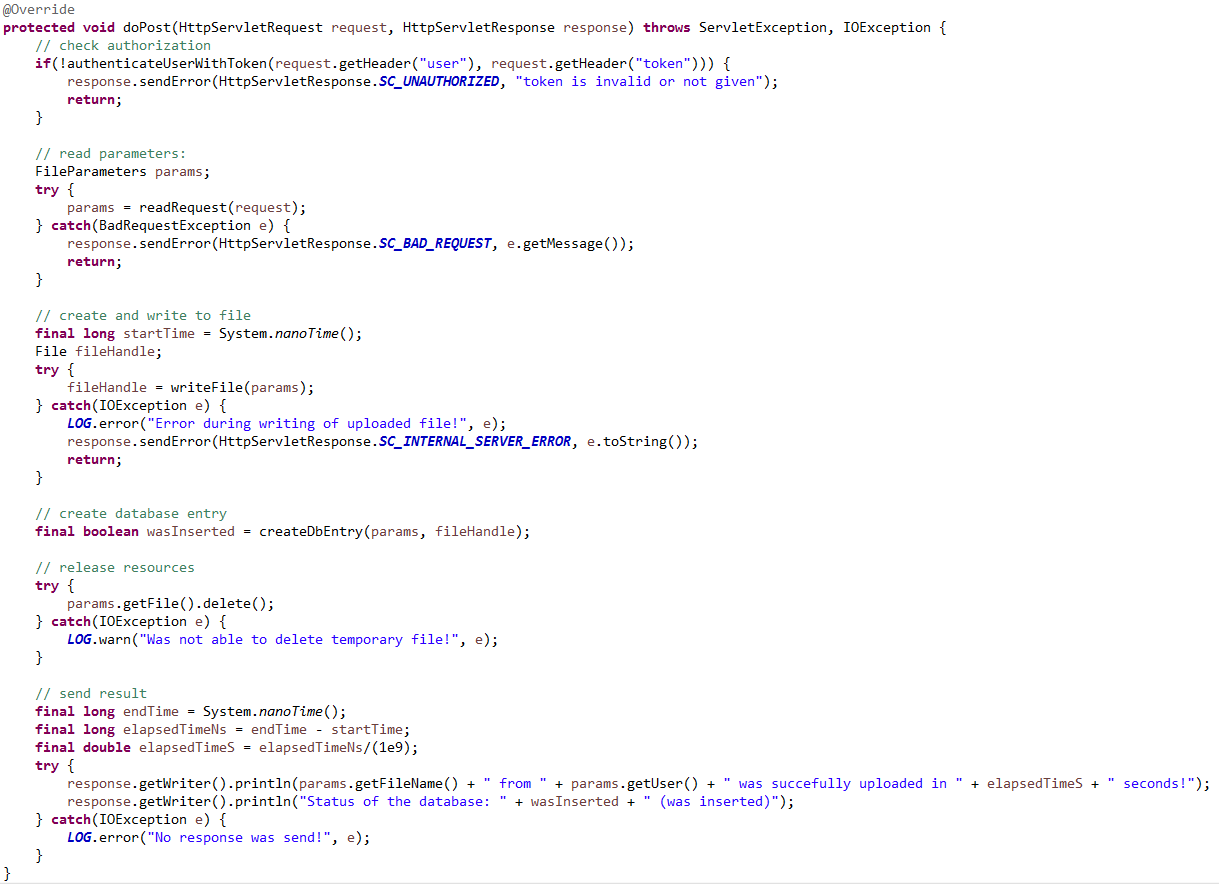 @Override
protected void doPost(HttpServletRequest request, HttpServletResponse response) throws ServletException, IOException {
    // check authorization
    if(!authenticateUserWithToken(request.getHeader("user"), request.getHeader("token"))) {
        response.sendError(HttpServletResponse.SC_UNAUTHORIZED, "token is invalid or not given");
        return;
    }

    // read parameters:
    FileParameters params;
    try {
        params = readRequest(request);
    } catch(BadRequestException e) {
        response.sendError(HttpServletResponse.SC_BAD_REQUEST, e.getMessage());
        return;
    }

    // create and write to file
    final long startTime = System.nanoTime();
    File fileHandle;
    try {
        fileHandle = writeFile(params);
    } catch(IOException e) {
        LOG.error("Error during writing of uploaded file!", e);
        response.sendError(HttpServletResponse.SC_INTERNAL_SERVER_ERROR, e.toString());
        return;
    }

    // create database entry
    final boolean wasInserted = createDbEntry(params, fileHandle);

    // release resources
    try {
        params.getFile().delete();
    } catch(IOException e) {
        LOG.warn("Was not able to delete temporary file!", e);
    }

    // send result
    final long endTime = System.nanoTime();
    final long elapsedTimeNs = endTime - startTime;
    final double elapsedTimeS = elapsedTimeNs/(1e9);
    try {
        response.getWriter().println(params.getFileName() + " from " + params.getUser() + " was succefully uploaded in " + elapsedTimeS + " seconds!");
        response.getWriter().println("Status of the database: " + wasInserted + " (was inserted)");
    } catch(IOException e) {
        LOG.error("No response was send!", e);
    }
}